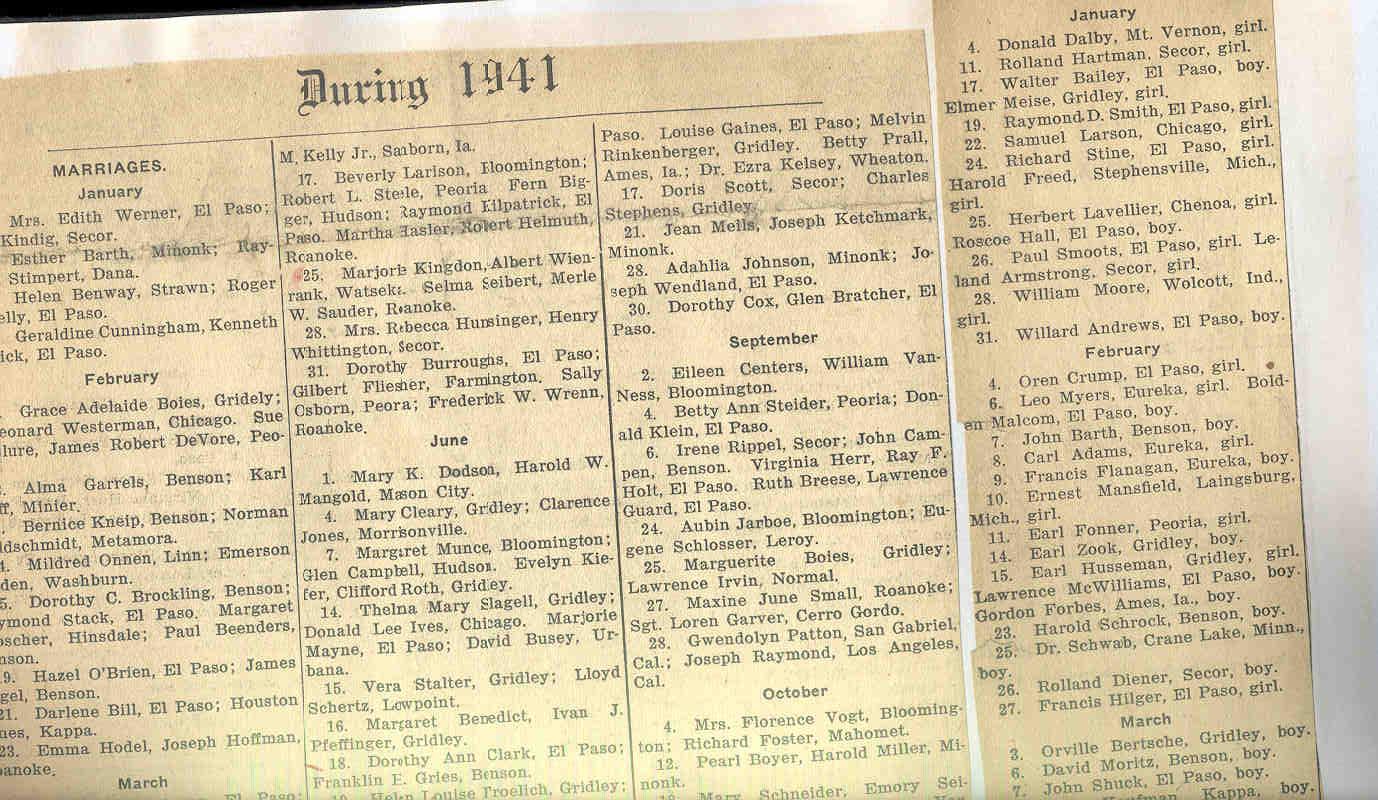 During 1941
MARRIAGES.
January
Mrs. Edith Werner, El Paso;
Kindig, Secor.
Esther Barth, Minonk; Ray-
Stimpert, Dana.
Helen Benway, Strawn; Roger
elly, El Paso.
Geraldine Cunningham, Kenneth
ick, El Paso.
February
Grace Adelaide Boies, Gridely;
eonard Westerman, Chicago. Sue
lure, James Robert DeVore, Peo-
Alma Garrels, Benson; Karl
ff, Minier.
Bernice Kneip, Benson; Norman
ldschmidt, Metamora.
4. Mildred Onnen, Linn; Emerson
den, Washburn.
5. Dorothy C. Brockling, Benson;
ymond Stack, El Paso. Margaret
oscher, Hinsdale; Paul Beenders,
nson.
9. Hazel O'Brien, El Paso; James
gel, Benson.
21. Darlene Bill, El Paso; Houston
nes, Kappa.
23. Emma Hodel, Joseph Hoffman,
oanoke.
March
El Paso;
M. Kelly Jr., Sanborn, Ia.
17. Beverly Larison, Bloomington;
Robert L. Steele, Peoria Fern Big-
ger, Hudson; Raymond Kilpatrick, El
Paso. Martha Hasler, Robert Helmuth,
Roanoke.
25. Marjorie Kingdon, Albert Wien-
rank, Watseka. Selma Seibert, Merle
W. Sauder, Roanoke.
28. Mrs. Rebecca Hunsinger, Henry
Whittington, Secor.
31. Dorothy Burroughs, El Paso;
Gilbert Fliesher, Farmington. Sally
Osborn, Peora; Frederick W. Wrenn,
Roanoke.
June
1. Mary K. Dodson, Harold W.
Mangold, Mason City.
4. Mary Cleary, Gridley; Clarence
Jones, Morrisonville.
7. Margaret Munce, Bloomington;
Glen Campbell, Hudson. Evelyn Kie-
fer, Clifford Roth, Gridley.
14. Thelma Mary Slagell, Gridley;
Donald Lee Ives, Chicago. Marjorie
Mayne, El Paso; David Busey, Ur-
bana.
15. Vera Stalter, Gridley; Lloyd
Schertz, Lowpoint.
16. Margaret Benedict, Ivan J.
Pfeffinger, Gridley.
18. Dorothy Ann Clark, El Paso;
Franklin E. Gries, Benson.
19. Helen Louise Troelich, Gridley;
Paso. Louise Gaines, El Paso; Melvin
Rinkenberger, Gridley. Betty Prall,
Ames, Ia.; Dr. Ezra Kelsey, Wheaton.
17. Doris Scott, Secor; Charles
Stephens, Gridley
21. Jean Mells, Joseph Ketchmark,
Minonk.
28. Adahlia Johnson, Minonk; Jo-
seph Wendland, El Paso.
30. Dorothy Cox, Glen Bratcher, El
Paso.
September
2. Eileen Centers, William Van-
Ness, Bloomington.
4. Betty Ann Steider, Peoria; Don-
ald Klein, El Paso.
6. Irene Rippel, Secor; John Cam-
pen, Benson. Virginia Herr, Ray F.
Holt, El Paso. Ruth Breese, Lawrence
Guard, El Paso.
24. Aubin Jarboe, Bloomington; Eu-
gene Schlosser, Leroy.
25. Marguerite Boies, Gridley;
Lawrence Irvin, Normal.
27. Maxine June Small, Roanoke;
Sgt. Loren Garver, Cerro Gordo.
28. Gwendolyn Patton, San Gabriel,
Cal.; Joseph Raymond, Los Angeles,
Cal.
October
4. Mrs. Florence Vogt, Blooming-
ton; Richard Foster, Mahomet.
12. Pearl Boyer, Harold Miller, Mi-
nonk.
Mary Schneider, Emory Sei-
January
4. Donald Dalby, Mt. Vernon, girl.
11. Rolland Hartman, Secor, girl.
17. Walter Bailey, El Paso, boy.
Elmer Meise, Gridley, girl.
19. Raymond D. Smith, El Paso, girl.
22. Samuel Larson, Chicago, girl.
24. Richard Stine, El Paso, girl.
Harold Freed, Stephensville, Mich.,
girl.
25. Herbert Lavellier, Chenoa, girl.
Roscoe Hall, El Paso, boy.
26. Paul Smoots, El Paso, girl. Le-
land Armstrong, Secor, girl.
28. William Moore, Wolcott, Ind.,
girl.
31. Willard Andrews, El Paso, boy.
February
4. Oren Crump, El Paso, girl.
6. Leo Myers, Eureka, girl. Bold-
en Malcom, El Paso, boy.
7. John Barth, Benson, boy.
8. Carl Adams, Eureka, girl.
9. Francis Flanagan, Eureka, boy.
10. Ernest Mansfield, Laingsburg,
Mich., girl.
11. Earl Fonner, Peoria, girl.
14. Earl Zook, Gridley, boy.
15. Earl Husseman, Gridley, girl.
Lawrence McWilliams, El Paso, boy.
Gordon Forbes, Ames, Ia., boy.
23. Harold Schrock, Benson, boy.
25. Dr. Schwab, Crane Lake, Minn.,
boy.
26. Rolland Diener, Secor, boy.
27. Francis Hilger, El Paso, girl.
March
3. Orville Bertsche, Gridley, boy.
6. David Moritz, Benson, boy.
7. John Shuck, El Paso, boy.
Kaufman, Kappa, boy.